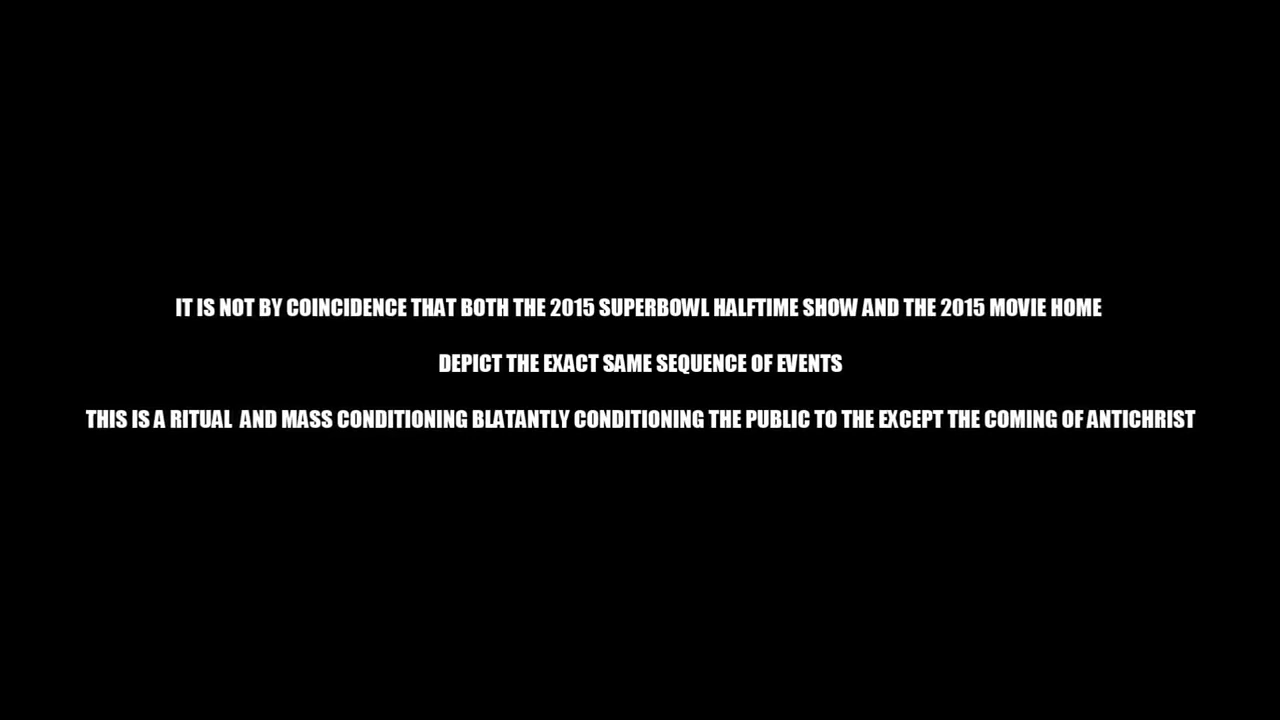 IT IS NOT BY COINCIDENCE THAT BOTH THE 2015 SUPERBOWL HALFTIME SHOW AND THE 2015 MOVIE HOME
DEPICT THE EXACT SAME SEQUENCE OF EVENTS
THIS IS A RITUAL AND MASS CONDITIONING BLATANTLY CONDITIONING THE PUBLIC TO THE EXCEPT THE COMING OF ANTICHRIST